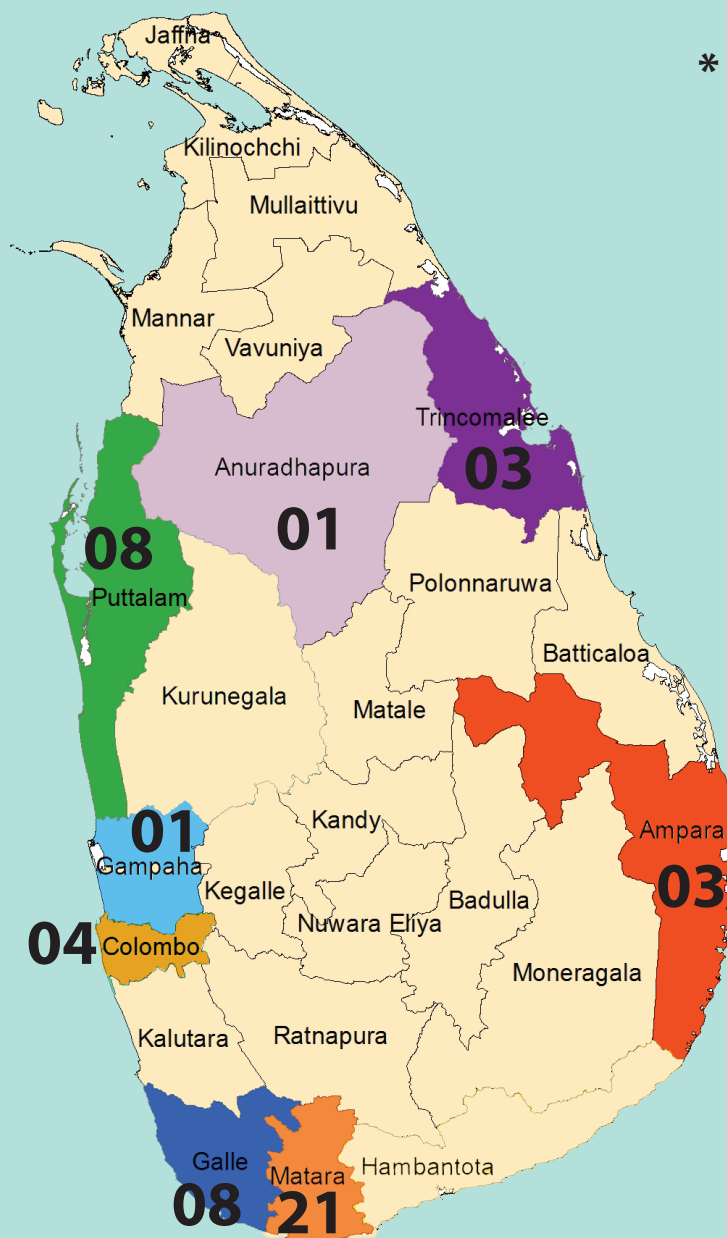 Jaffna
*
Kilinochchi
Mullaittivu
Mannar
Vavuniya
Trincomalee
03
Anuradhapura
01
08
Puttalam
Polonnaruwa
Batticaloa
Kurunegala
Matale
01
Gampaha
Kandy
Ampara
03
Kegalle
Badulla
Nuwara Eliya
04
Colombo
Moneragala
Kalutara
Ratnapura
Galle
08
Matara
21
Hambantota